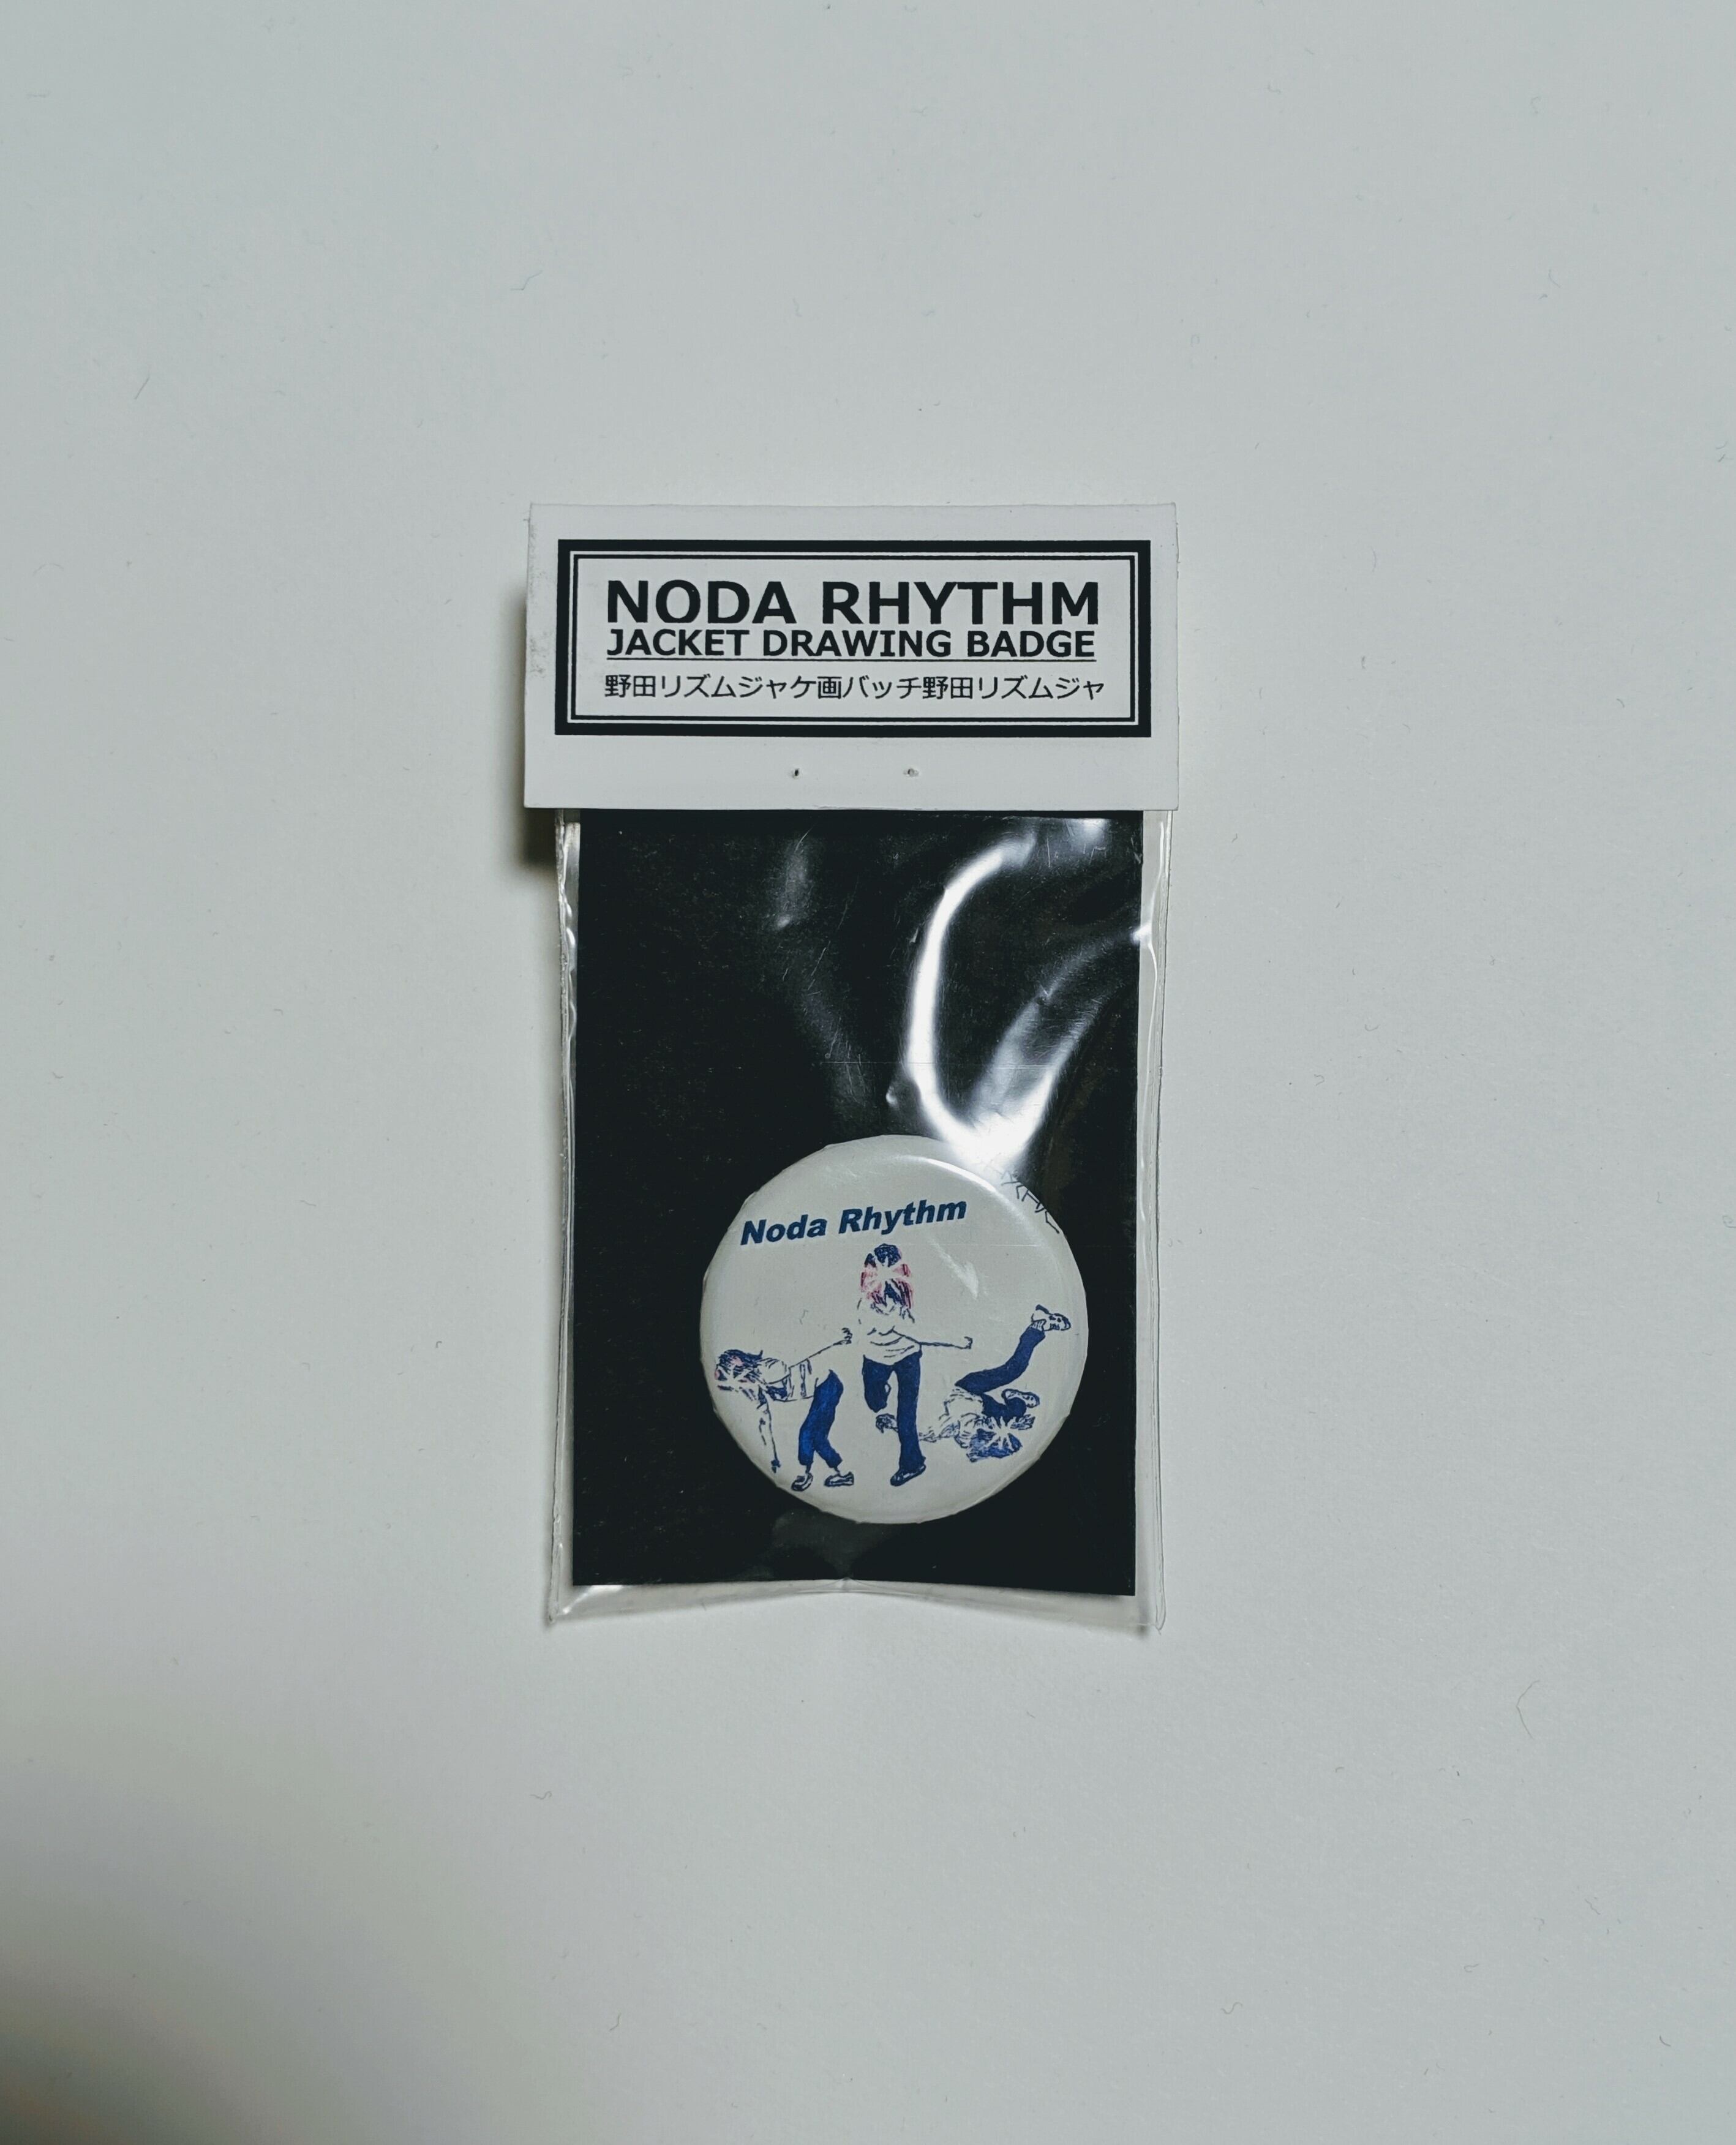 NODA RHYTHM
JACKET DRAWING BADGE
野田リズムジャケ画バッチ野田リズムジャ
Noda Rhythm